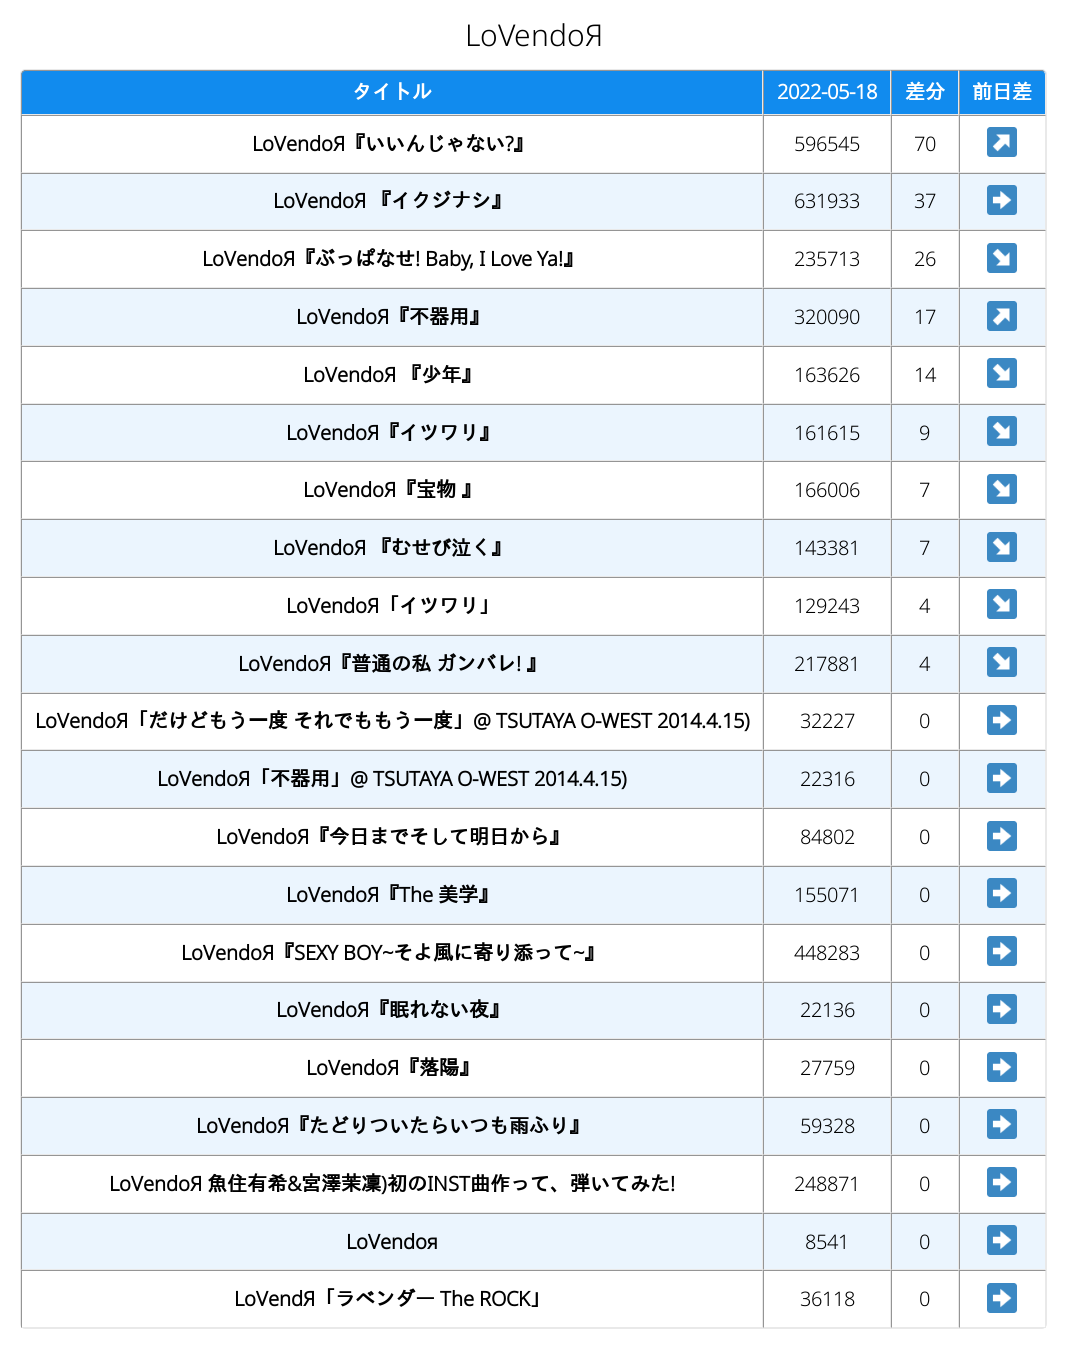 LoVendoЯ
タイトル 2022-05-18 差分 前日差
LoVendoЯ『いいんじゃない?』 596545 70 ↗
LoVendoЯ 『イクジナシ』 631933 37 ➡
LoVendoЯ『ぶっぱなせ! Baby, I Love Ya!』 235713 26 ↘
LoVendoЯ『不器用』 320090 17 ↗
LoVendoЯ 『少年』 163626 14 ↘
LoVendoЯ『イツワリ』 161615 9 ↘
LoVendoЯ『宝物 』 166006 7 ↘
LoVendoЯ 『むせび泣く』 143381 7 ↘
LoVendoЯ「イツワリ」 129243 4 ↘
LoVendoЯ『普通の私 ガンバレ! 』 217881 4 ↘
LoVendoЯ「だけどもう一度 それでももう一度」@ TSUTAYA O-WEST 2014.4.15) 32227 0 ➡
LoVendoЯ「不器用」@ TSUTAYA O-WEST 2014.4.15) 22316 0 ➡
LoVendoЯ『今日までそして明日から』 84802 0 ➡
LoVendoЯ『The 美学』 155071 0 ➡
LoVendoЯ『SEXY BOY~そよ風に寄り添って~』 448283 0 ➡
LoVendoЯ『眠れない夜』 22136 0 ➡
LoVendoЯ『落陽』 27759 0 ➡
LoVendoЯ『たどりついたらいつも雨ふり』 59328 0 ➡
LoVendoЯ 魚住有希&宮澤茉凜)初のINST曲作って、弾いてみた! 248871 0 ➡
LoVendoя 8541 0 ➡
LoVendЯ「ラベンダー The ROCK」 36118 0 ➡